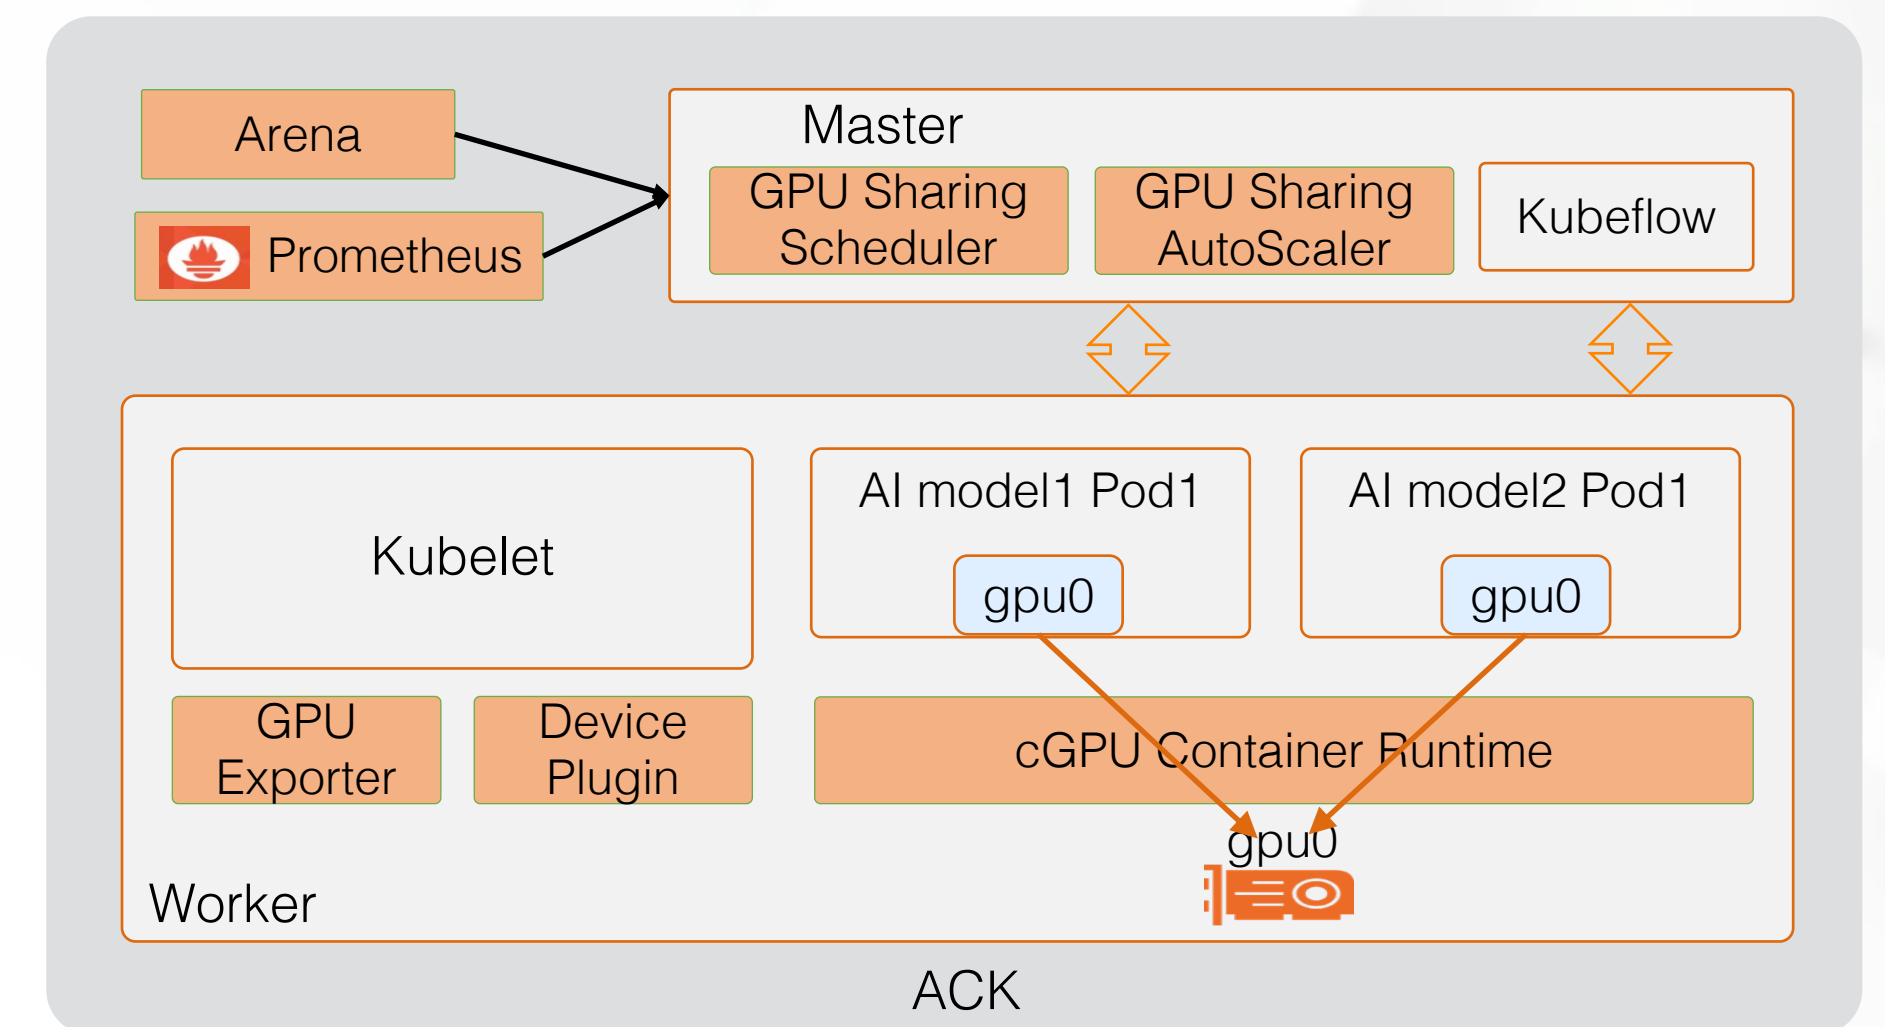 Arena
Prometheus
Master
GPU Sharing
Scheduler
GPU Sharing
AutoScaler
Kubeflow
Kubelet
AI model1 Pod1
gpu0
AI model2 Pod1
gpu0
GPU
Exporter
Device
Plugin
cGPU Container Runtime
gpu0
Worker
ACK